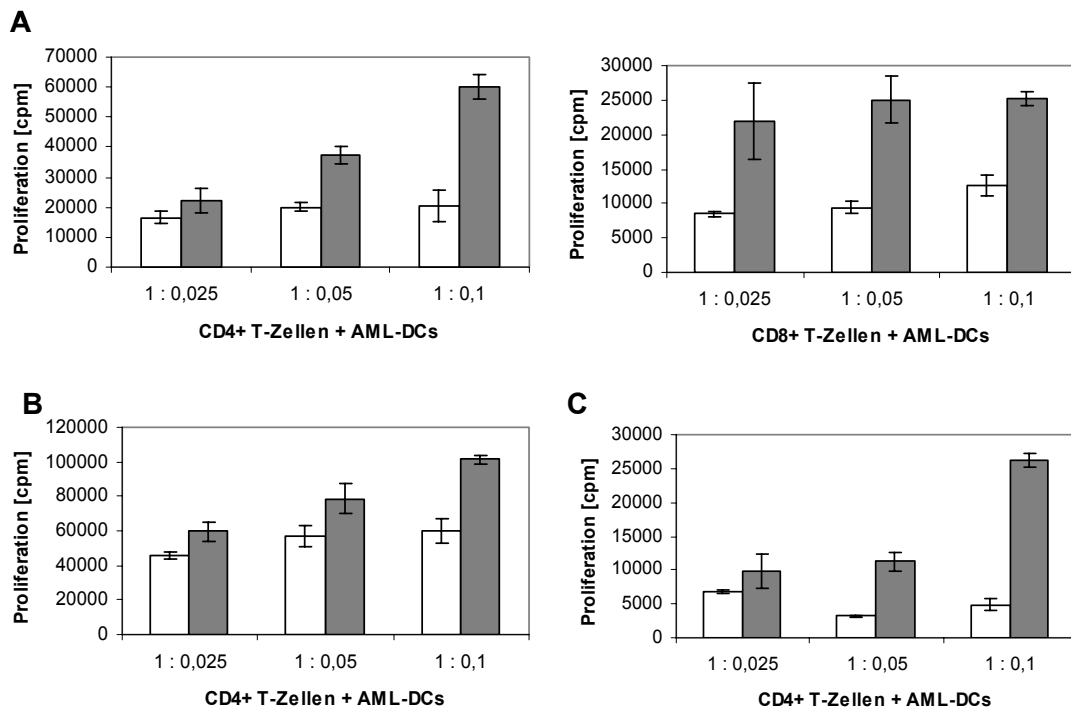 A
Proliferation [cpm]
70000
60000
50000
40000
30000
20000
10000
0
1 : 0,025 1 : 0,05 1 : 0,1
CD4+ T-Zellen + AML-DCs
Proliferation [cpm]
30000
25000
20000
15000
10000
5000
0
1 : 0,025 1 : 0,05 1 : 0,1
CD8+ T-Zellen + AML-DCs
B
Proliferation [cpm]
120000
100000
80000
60000
40000
20000
0
1 : 0,025 1 : 0,05 1 : 0,1
CD4+ T-Zellen + AML-DCs
C
Proliferation [cpm]
30000
25000
20000
15000
10000
5000
0
1 : 0,025 1 : 0,05 1 : 0,1
CD4+ T-Zellen + AML-DCs